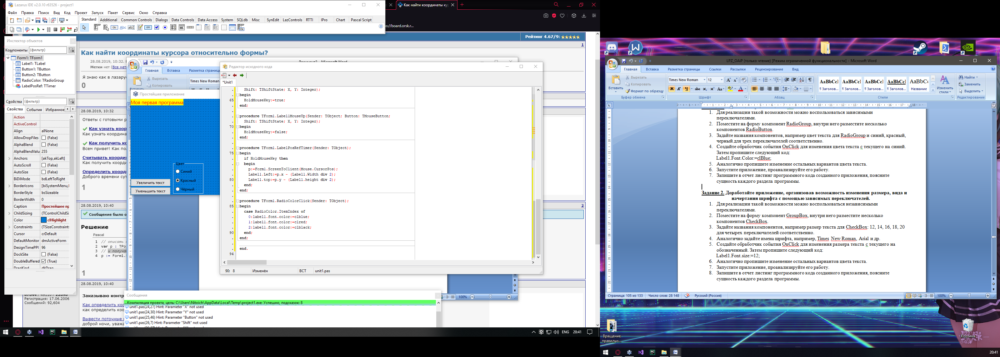 Lazarus IDE v2.0.10 r63526 - project1
Файл Правка Поиск Вид Код Проект Запуск Пакет Сервис Окно Справка
Standard Additional Common Controls Dialogs Data Controls Data Access System SQLdb Misc SynEdit LazControls RTTI IPro Chart Pascal Script
Инспектор объектов
Компоненты (фильтр)
Form1: TForm1
Label1: TLabel
Button1: TButton
Button2: TButton
RadioColor: TRadioGroup
LabelPosRef: TTimer
Свойства (фильтр)
Свойства События Избранное
Action
ActiveControl
Align alNone
AllowDropFiles (False)
AlphaBlend (False)
AlphaBlendValu 255
Anchors [akTop,akLeft]
AutoScroll (False)
AutoSize (False)
BiDiMode bdLeftToRight
BorderIcons [biSystemMenu,
BorderStyle bsSizeable
BorderWidth 0
Caption Простейшее пр
ChildSizing (TControlChildSi
Color clHighlight
Constraints (TSizeConstraints
Cursor crDefault
DefaultMonitor dmActiveForm
DesignTimePPI 96
DockSite (False)
DoubleBuffered (True)
DragKind dkDrag
Как найти координаты ку
s://board.orsk.r...
Рейтинг 4.67/9:
1
Как найти координаты курсора относительно формы?
28.08.2019, 10:32.
Метки нет (Все мет
Я знаю как в лазарус
0
28.08.2019, 10:32
Ответы с готовыми р
Как узнать коор
Как узнать координа
Как получить ко
Всем привет! Как по
Считывать коорди
Как получить коорди
Определить коорд
Доброго времени сут
1
28.08.2019, 10:40
2
Сообщение было о
Решение
Pascal
1 // описать
2 var p : TPo
3 // и получа
4 p := Form1.
1
28.08.2019, 10:40
Заказываю контр
Как определить коо
как определить коо
Вывести поточные
доброй ночи, уважа
87844 / 49110 / 22898
Регистрация: 17.06.2006
Сообщений: 92,604
Документ2 - Microsoft Word
Главная Вставка Разметка страницы
Вырезать
Копировать
Вставить
Times New Roman
100%
Простейшее приложение
Моя первая программа
Цвет
Синий
Красный
Чёрный
Увеличить текст
Уменьшить текст
Редактор исходного кода
*Unit1
Shift: TShiftState; X, Y: Integer);
begin
65 HoldMouseKey:=true;
end;
procedure TForm1.Label1MouseUp(Sender: TObject; Button: TMouseButton;
Shift: TShiftState; X, Y: Integer);
70 begin
HoldMouseKey:=false;
end;
procedure TForm1.LabelPosRefTimer(Sender: TObject);
75 begin
if HoldMouseKey then
begin
p:=Form1.ScreenToClient(Mouse.CursorPos);
Label1.Left:=p.x - (Label1.Width div 2);
80 Label1.top:=p.y - (Label1.height div 2);
end;
end;
procedure TForm1.RadioColorClick(Sender: TObject);
85 begin
case RadioColor.ItemIndex of
0:label1.font.color:=clblue;
1:label1.font.color:=clred;
2:label1.font.color:=clblack;
90 end;
end;
end.
94
90: 8 Изменён ВСТ unit1.pas
Сообщения
...Компиляция проекта, цель: C:\Users\Nitoich\AppData\Local\Temp\project1.exe: Успешно, подсказок: 8
unit1.pas(24,27) Hint: Parameter "X" not used
unit1.pas(24,30) Hint: Parameter "Y" not used
unit1.pas(25,46) Hint: Parameter "Button" not used
unit1.pas(26,7) Hint: Parameter "Shift" not used
ENG 20:41
LPZ_OAiP (только чтение) [Режим ограниченной функциональности] - Microsoft Word
Главная Вставка Разметка страницы Ссылки Рассылки Рецензирование Вид
Вставить
Вырезать
Копировать
Формат по образцу
Буфер обмена
Times New Roman 12
Шрифт
Абзац
AaBbCcI AaBbCcI AaBbCcI AaBbCcI AaBbCc
¶ Заголов... ¶ Заголов... ¶ Заголов... ¶ Заголов... Название
Изменить стили
Стили
Найти
Заменить
Выделить
Редактирование
1. Для реализации такой возможности можно воспользоваться зависимыми
переключателями.
2. Поместите на форму компонент RadioGroup, внутри него разместите несколько
компонентов RadioButton.
3. Задайте названия компонентов, например цвет текста для RadioGroup и синий, красный,
черный для трех переключателей соответственно.
4. Создайте обработчик события OnClick для изменения цвета текста с текущего на синий.
Затем пропишите следующий код:
Label1.Font.Color:=clBlue;
5. Аналогично пропишите изменение остальных вариантов цвета текста.
6. Запустите приложение, проанализируйте его работу.
7. Запишите в отчет листинг программного кода созданного приложения, поясните
сущность каждого раздела программы.
Задание 2. Доработайте приложение, организовав возможность изменения размера, вида и
начертания шрифта с помощью зависимых переключателей.
1. Для реализации такой возможности можно воспользоваться независимыми
переключателями.
2. Поместите на форму компонент GroupBox, внутри него разместите несколько
компонентов CheckBox.
3. Задайте названия компонентов, например размер текста для CheckBox: 12, 14, 16, 18, 20
для четырех переключателей соответственно.
4. Аналогично задайте имена шрифта, например, Times New Roman, Arial и др.
5. Создайте обработчик события OnClick для изменения размера текста с текущего на
обозначенный. Затем пропишите следующий код:
Label1.Font.size:=12;
6. Аналогично пропишите изменение остальных вариантов цвета текста.
7. Запустите приложение, проанализируйте его работу.
8. Запишите в отчет листинг программного кода созданного приложения, поясните
сущность каждого раздела программы.
Страница: 105 из 133 Число слов: 28 148 Русский (Россия) 100%
Вращение
правильн...
Корзина
20:41